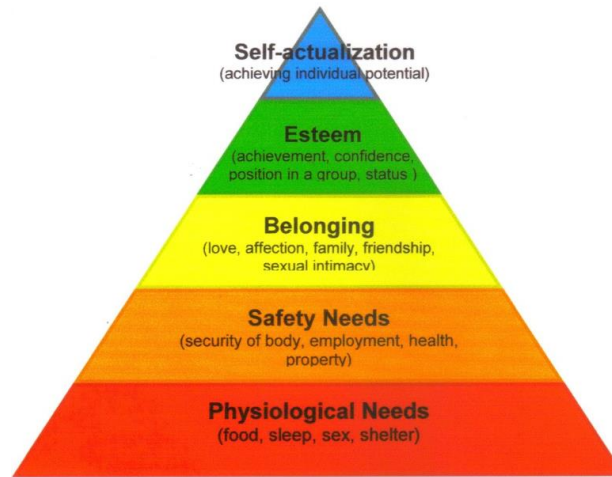 Self-actualization
(achieving individual potential)
Esteem
(achievement, confidence,
position in a group, status )
Belonging
(love, affection, family, friendship,
sexual intimacy)
Safety Needs
(security of body, employment, health,
property)
Physiological Needs
(food, sleep, sex, shelter)